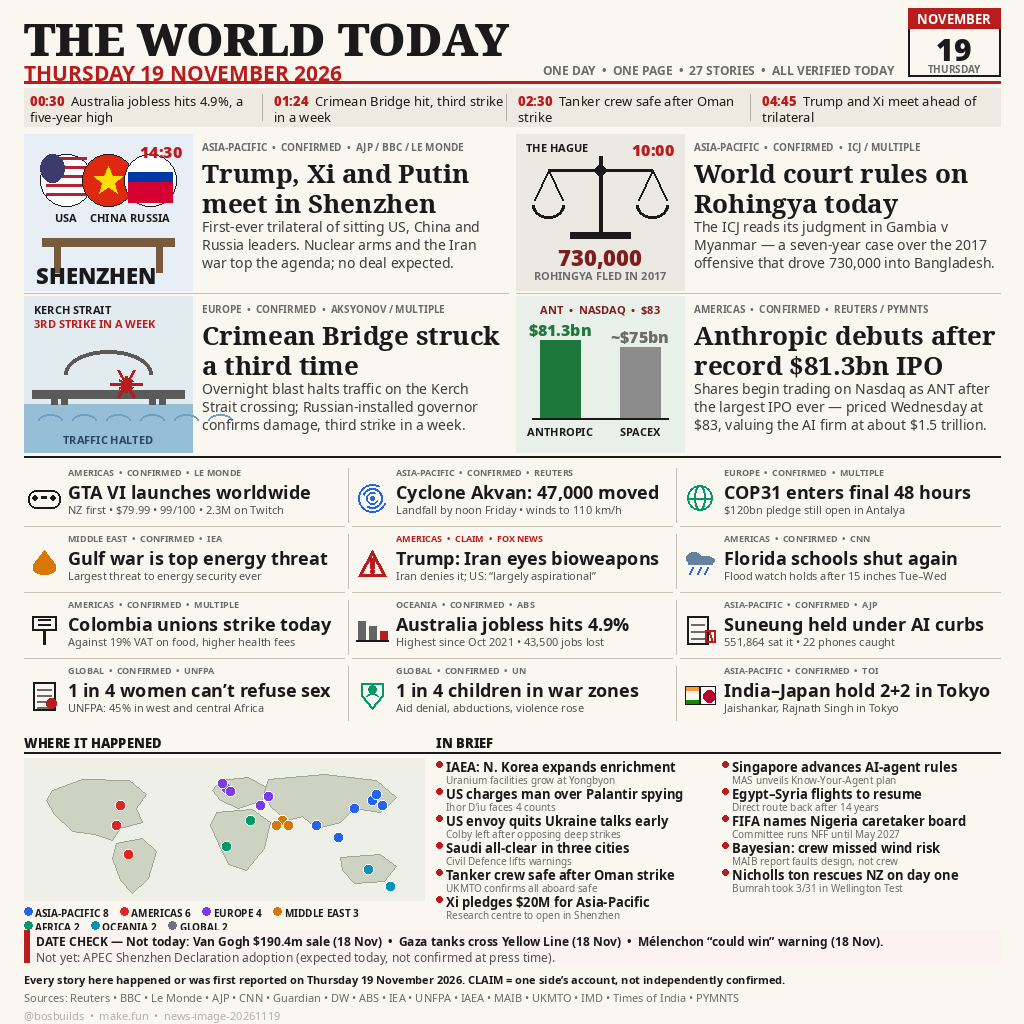 THE WORLD TODAY
THURSDAY 19 NOVEMBER 2026
ONE DAY • ONE PAGE • 27 STORIES • ALL VERIFIED TODAY
NOVEMBER
19
THURSDAY
00:30 Australia jobless hits 4.9%, a
five-year high
01:24 Crimean Bridge hit, third strike
in a week
02:30 Tanker crew safe after Oman
strike
04:45 Trump and Xi meet ahead of
trilateral
14:30
USA CHINA RUSSIA
SHENZHEN
ASIA-PACIFIC • CONFIRMED • AJP / BBC / LE MONDE
Trump, Xi and Putin
meet in Shenzhen
First-ever trilateral of sitting US, China and
Russia leaders. Nuclear arms and the Iran
war top the agenda; no deal expected.
THE HAGUE
10:00
730,000
ROHINGYA FLED IN 2017
ASIA-PACIFIC • CONFIRMED • ICJ / MULTIPLE
World court rules on
Rohingya today
The ICJ reads its judgment in Gambia v
Myanmar — a seven-year case over the 2017
offensive that drove 730,000 into Bangladesh.
KERCH STRAIT
3RD STRIKE IN A WEEK
TRAFFIC HALTED
EUROPE • CONFIRMED • AKSYONOV / MULTIPLE
Crimean Bridge struck
a third time
Overnight blast halts traffic on the Kerch
Strait crossing; Russian-installed governor
confirms damage, third strike in a week.
ANT • NASDAQ • $83
$81.3bn
~$75bn
ANTHROPIC
SPACEX
AMERICAS • CONFIRMED • REUTERS / PYMNTS
Anthropic debuts after
record $81.3bn IPO
Shares begin trading on Nasdaq as ANT after
the largest IPO ever — priced Wednesday at
$83, valuing the AI firm at about $1.5 trillion.
AMERICAS • CONFIRMED • LE MONDE
GTA VI launches worldwide
NZ first • $79.99 • 99/100 • 2.3M on Twitch
ASIA-PACIFIC • CONFIRMED • REUTERS
Cyclone Akvan: 47,000 moved
Landfall by noon Friday • winds to 110 km/h
EUROPE • CONFIRMED • MULTIPLE
COP31 enters final 48 hours
$120bn pledge still open in Antalya
MIDDLE EAST • CONFIRMED • IEA
Gulf war is top energy threat
Largest threat to energy security ever
AMERICAS • CLAIM • FOX NEWS
Trump: Iran eyes bioweapons
Iran denies it; US: “largely aspirational”
AMERICAS • CONFIRMED • CNN
Florida schools shut again
Flood watch holds after 15 inches Tue–Wed
AMERICAS • CONFIRMED • MULTIPLE
Colombia unions strike today
Against 19% VAT on food, higher health fees
OCEANIA • CONFIRMED • ABS
Australia jobless hits 4.9%
Highest since Oct 2021 • 43,500 jobs lost
ASIA-PACIFIC • CONFIRMED • AJP
Suneung held under AI curbs
551,864 sat it • 22 phones caught
GLOBAL • CONFIRMED • UNFPA
1 in 4 women can’t refuse sex
UNFPA: 45% in west and central Africa
GLOBAL • CONFIRMED • UN
1 in 4 children in war zones
Aid denial, abductions, violence rose
ASIA-PACIFIC • CONFIRMED • TOI
India–Japan hold 2+2 in Tokyo
Jaishankar, Rajnath Singh in Tokyo
WHERE IT HAPPENED
ASIA-PACIFIC 8 AMERICAS 6 EUROPE 4 MIDDLE EAST 3
AFRICA 2 OCEANIA 2 GLOBAL 2
IN BRIEF
IAEA: N. Korea expands enrichment
Uranium facilities grow at Yongbyon
US charges man over Palantir spying
Ihor D’iu faces 4 counts
US envoy quits Ukraine talks early
Colby left after opposing deep strikes
Saudi all-clear in three cities
Civil Defence lifts warnings
Tanker crew safe after Oman strike
UKMTO confirms all aboard safe
Xi pledges $20M for Asia-Pacific
Research centre to open in Shenzhen
Singapore advances AI-agent rules
MAS unveils Know-Your-Agent plan
Egypt–Syria flights to resume
Direct route back after 14 years
FIFA names Nigeria caretaker board
Committee runs NFF until May 2027
Bayesian: crew missed wind risk
MAIB report faults design, not crew
Nicholls ton rescues NZ on day one
Bumrah took 3/31 in Wellington Test
DATE CHECK — Not today: Van Gogh $190.4m sale (18 Nov) • Gaza tanks cross Yellow Line (18 Nov) • Mélenchon “could win” warning (18 Nov).
Not yet: APEC Shenzhen Declaration adoption (expected today, not confirmed at press time).
Every story here happened or was first reported on Thursday 19 November 2026. CLAIM = one side’s account, not independently confirmed.
Sources: Reuters • BBC • Le Monde • AJP • CNN • Guardian • DW • ABS • IEA • UNFPA • IAEA • MAIB • UKMTO • IMD • Times of India • PYMNTS
@bosbuilds • make.fun • news-image-20261119